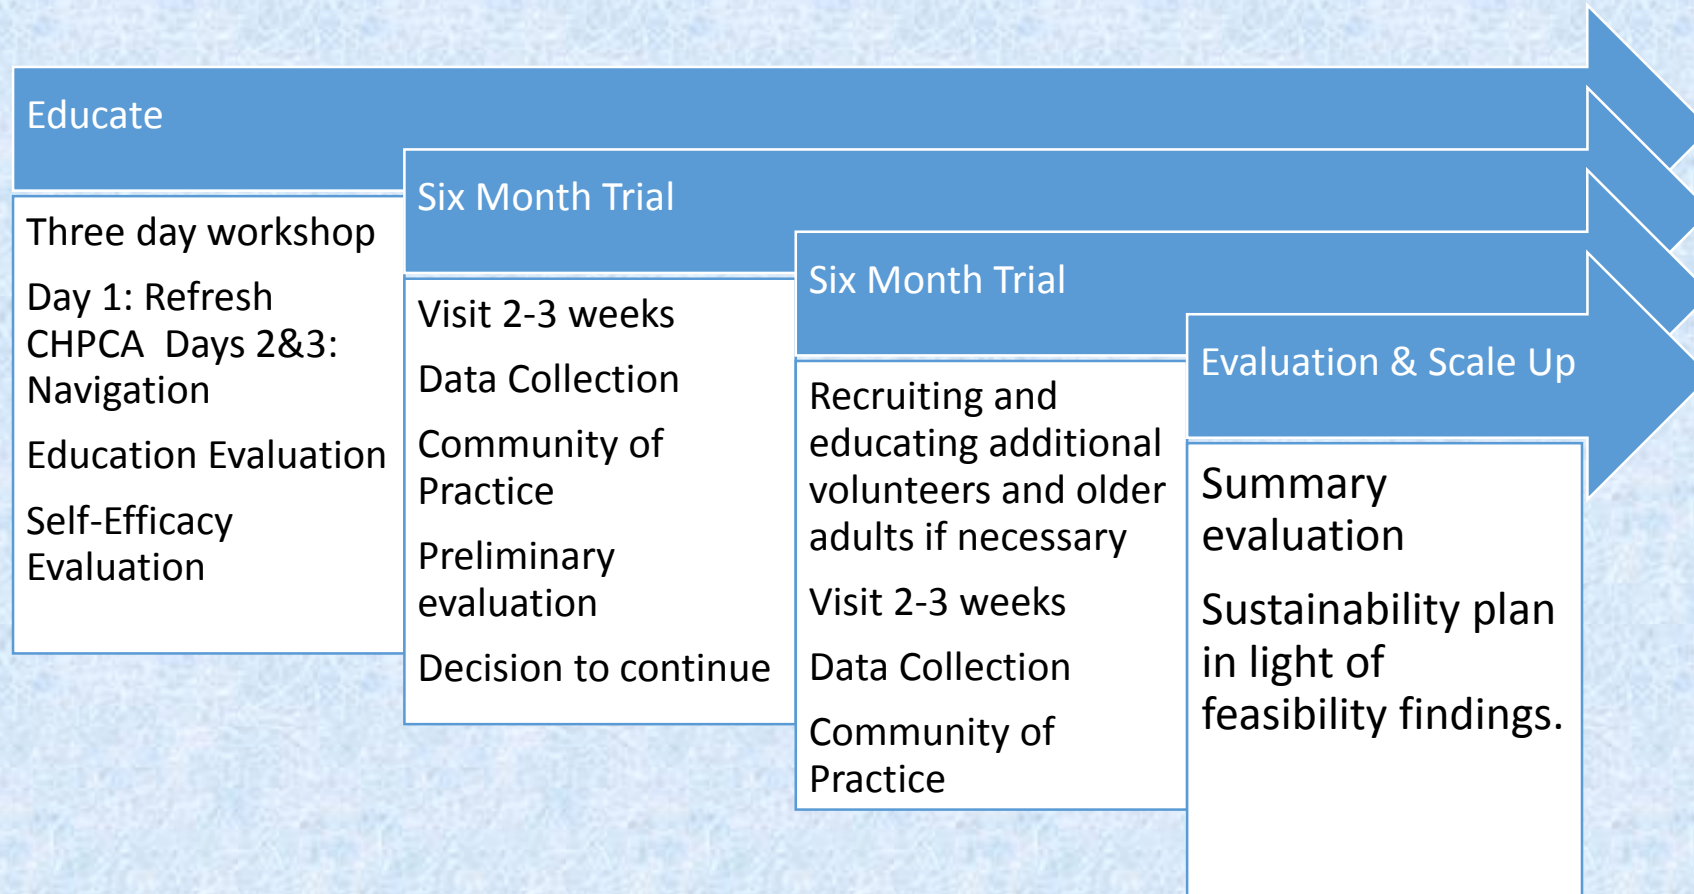 Educate
Three day workshop
Day 1: Refresh
CHPCA  Days 2&3:
Navigation
Education Evaluation
Self-Efficacy
Evaluation
Six Month Trial
Visit 2-3 weeks
Data Collection
Community of
Practice
Preliminary
evaluation
Decision to continue
Six Month Trial
Recruiting and
educating additional
volunteers and older
adults if necessary
Visit 2-3 weeks
Data Collection
Community of
Practice
Evaluation & Scale Up
Summary
evaluation
Sustainability plan
in light of
feasibility findings.